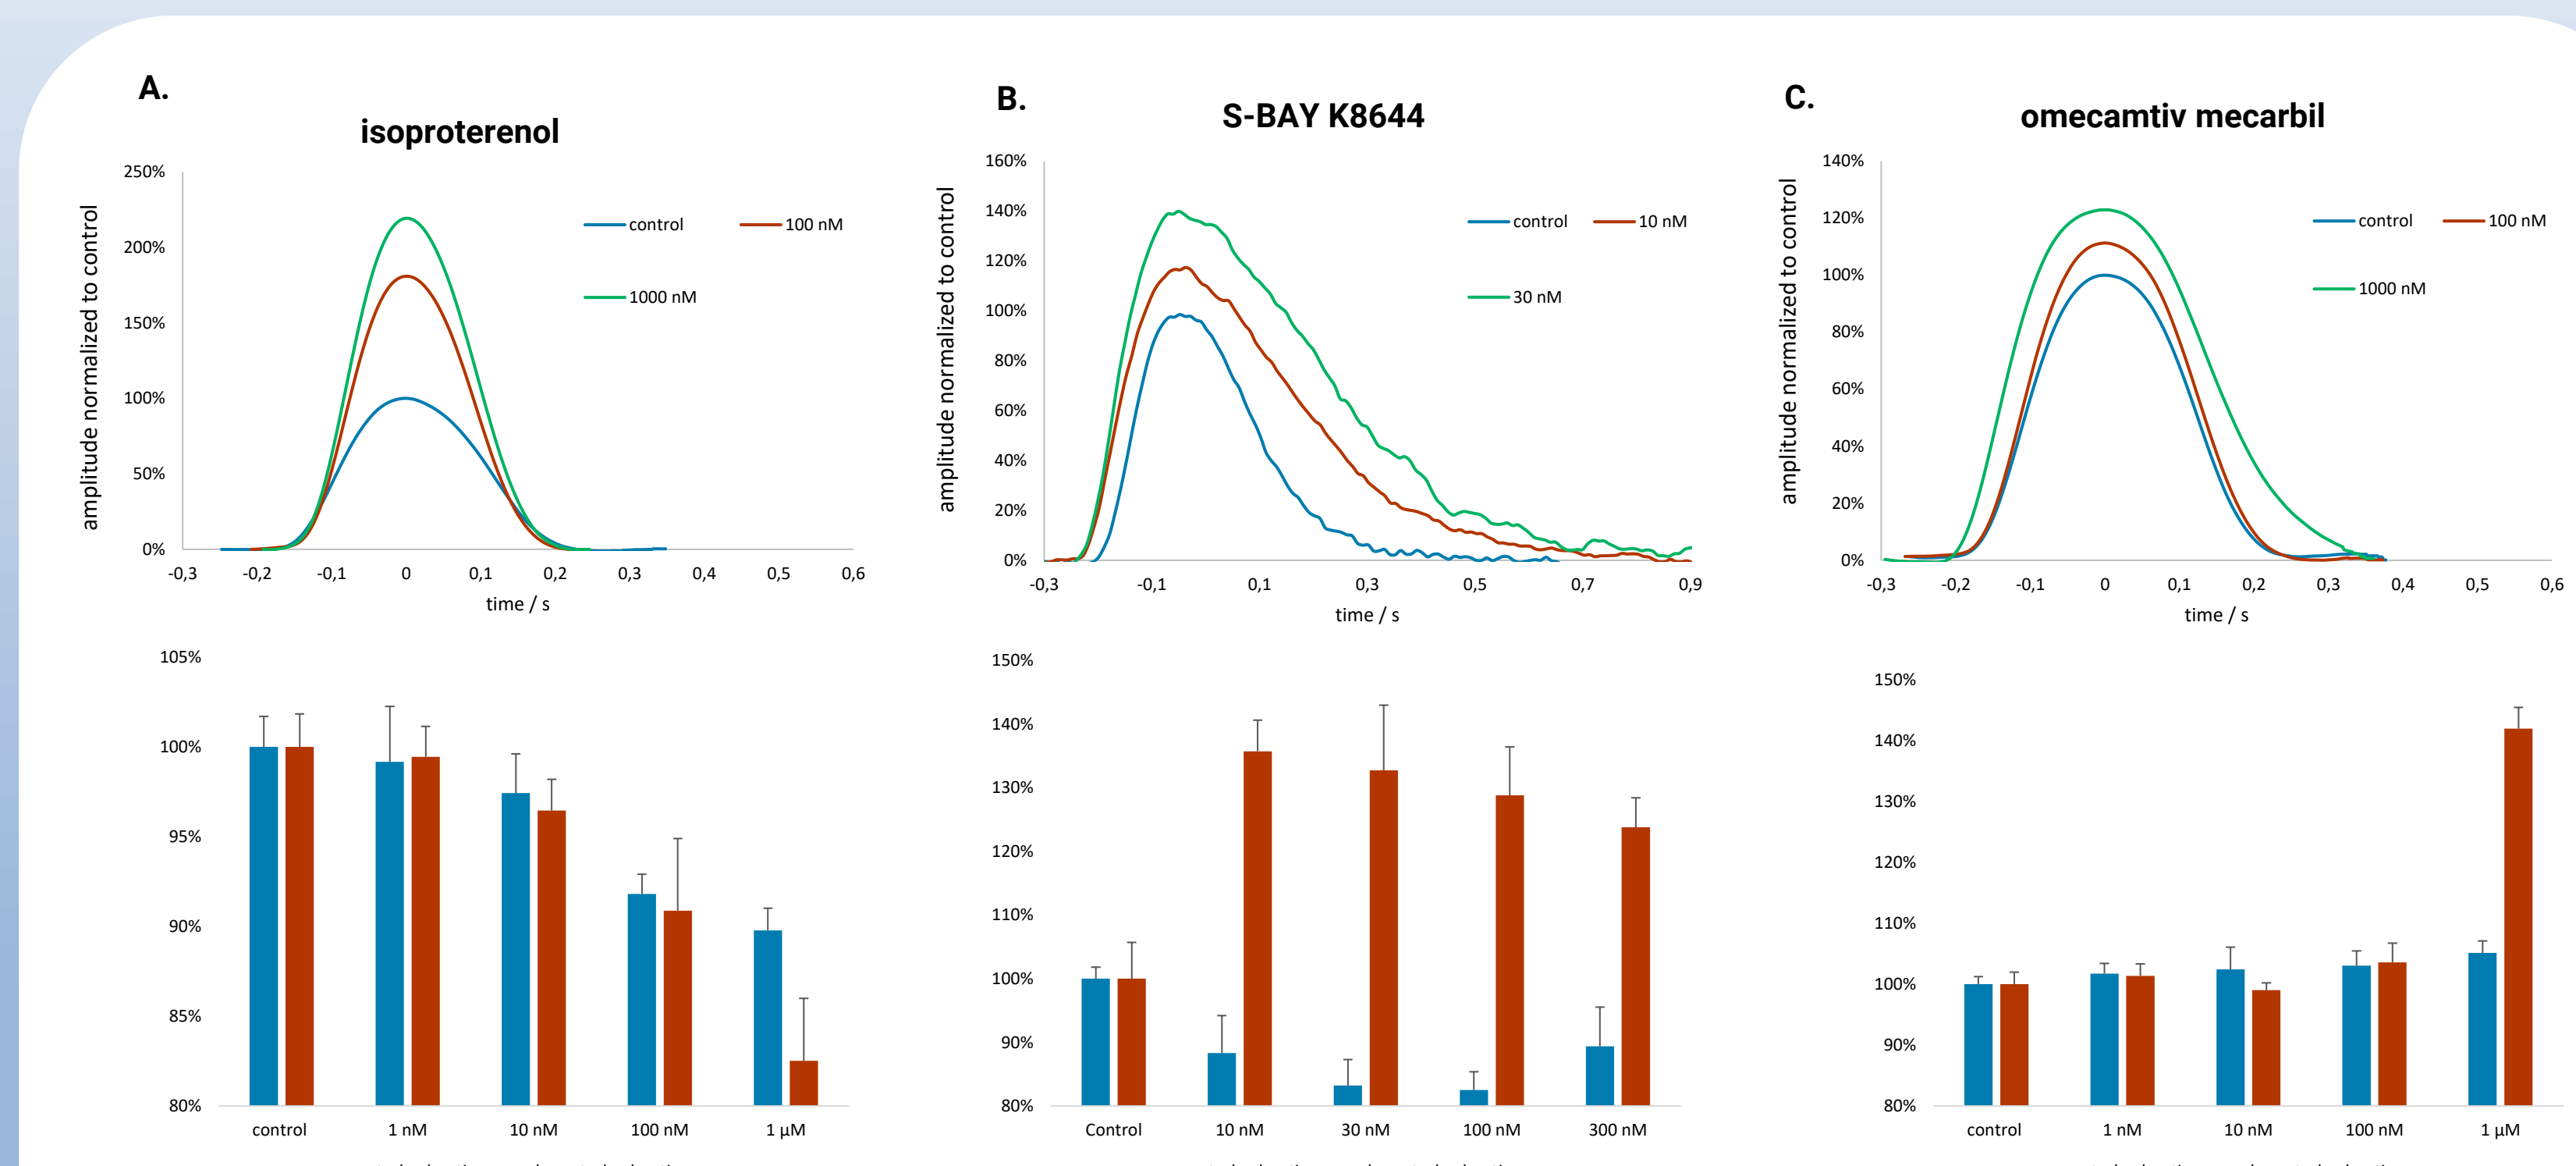 A.
isoproterenol
amplitude normalized to control
250%
200%
150%
100%
50%
0%
control
100 nM
1000 nM
-0,3 -0,2 -0,1 0 0,1 0,2 0,3 0,4 0,5 0,6
time / s
105%
100%
95%
90%
85%
80%
control 1 nM 10 nM 100 nM 1 µM
B.
S-BAY K8644
amplitude normalized to control
160%
140%
120%
100%
80%
60%
40%
20%
0%
control
10 nM
30 nM
-0,3 -0,1 0,1 0,3 0,5 0,7 0,9
time / s
150%
140%
130%
120%
110%
100%
90%
80%
Control 10 nM 30 nM 100 nM 300 nM
C.
omecamtiv mecarbil
amplitude normalized to control
140%
120%
100%
80%
60%
40%
20%
0%
control
100 nM
1000 nM
-0,3 -0,2 -0,1 0 0,1 0,2 0,3 0,4 0,5 0,6
time / s
150%
140%
130%
120%
110%
100%
90%
80%
control 1 nM 10 nM 100 nM 1 µM